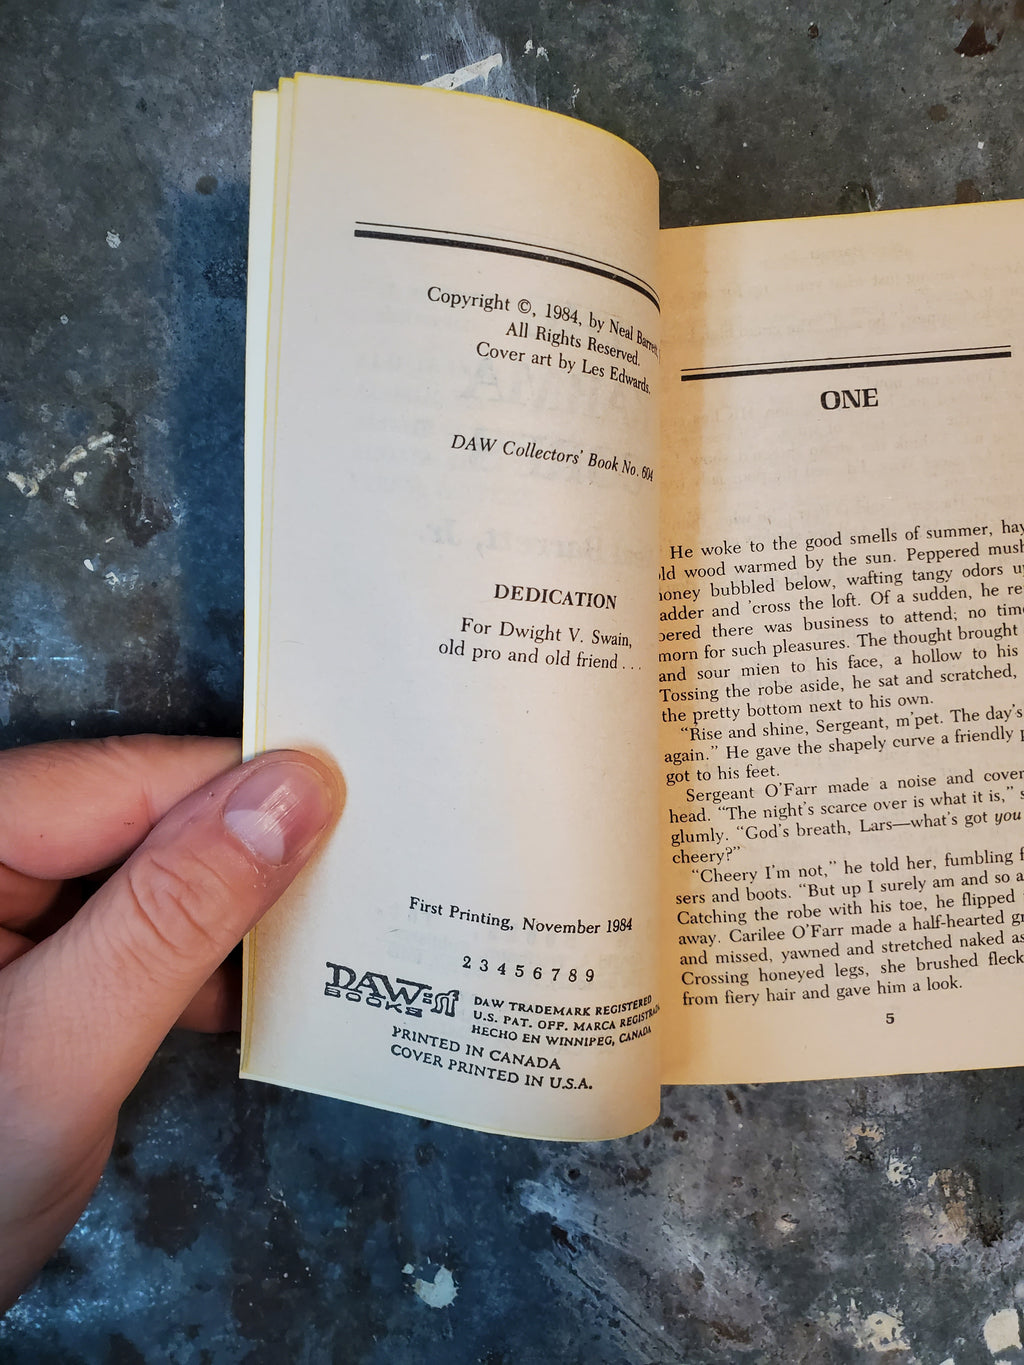 Copyright ©, 1984, by Neal Barrett,
All Rights Reserved.
Cover art by Les Edwards.
DAW Collectors' Book No. 604
DEDICATION
For Dwight V. Swain,
old pro and old friend . . .
First Printing, November 1984
2 3 4 5 6 7 8 9
DAW BOOKS
DAW TRADEMARK REGISTERED
U.S. PAT. OFF. MARCA REGISTRADA
HECHO EN WINNIPEG, CANADA
PRINTED IN CANADA
COVER PRINTED IN U.S.A.
ONE
He woke to the good smells of summer, hay
old wood warmed by the sun. Peppered mush
honey bubbled below, wafting tangy odors
adder and 'cross the loft. Of a sudden, he
bered there was business to attend; no time
morn for such pleasures. The thought brought
and sour mien to his face, a hollow to his
Tossing the robe aside, he sat and scratched,
the pretty bottom next to his own.
"Rise and shine, Sergeant, m'pet. The day's
again." He gave the shapely curve a friendly
got to his feet.
Sergeant O'Farr made a noise and cover
head. "The night's scarce over is what it is,"
glumly. "God's breath, Lars—what's got you
cheery?"
"Cheery I'm not," he told her, fumbling
sers and boots. "But up I surely am and so
Catching the robe with his toe, he flipped
away. Carilee O'Farr made a half-hearted
and missed, yawned and stretched naked as
Crossing honeyed legs, she brushed fleck
from fiery hair and gave him a look.
5